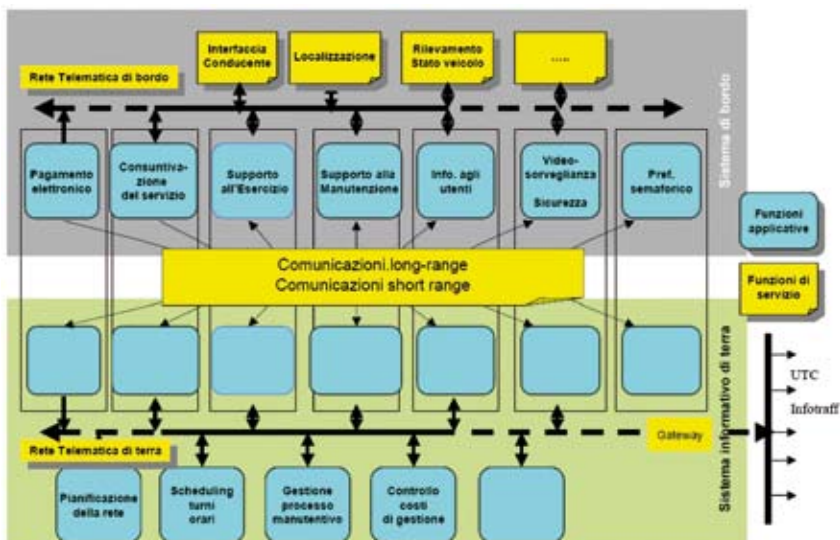 Interfaccia
Conducente
Localizzazione
Rilevamento
Stato veicolo
......
Rete Telematica di bordo
Sistema di bordo
Pagamento
elettronico
Consuntiva-
zione
del servizio
Supporto
all'Esercizio
Supporto alla
Manutenzione
Info. agli
utenti
Video-
sorveglianza
Sicurezza
Pref.
semaforico
Funzioni
applicative
Comunicazioni.long-range
Comunicazioni short range
Funzioni di
servizio
Sistema informativo di terra
UTC
Infotraff
Gateway
Rete Telematica di terra
Pianificazione
della rete
Scheduling
turni
orari
Gestione
processo
manutentivo
Controllo
costi
di gestione